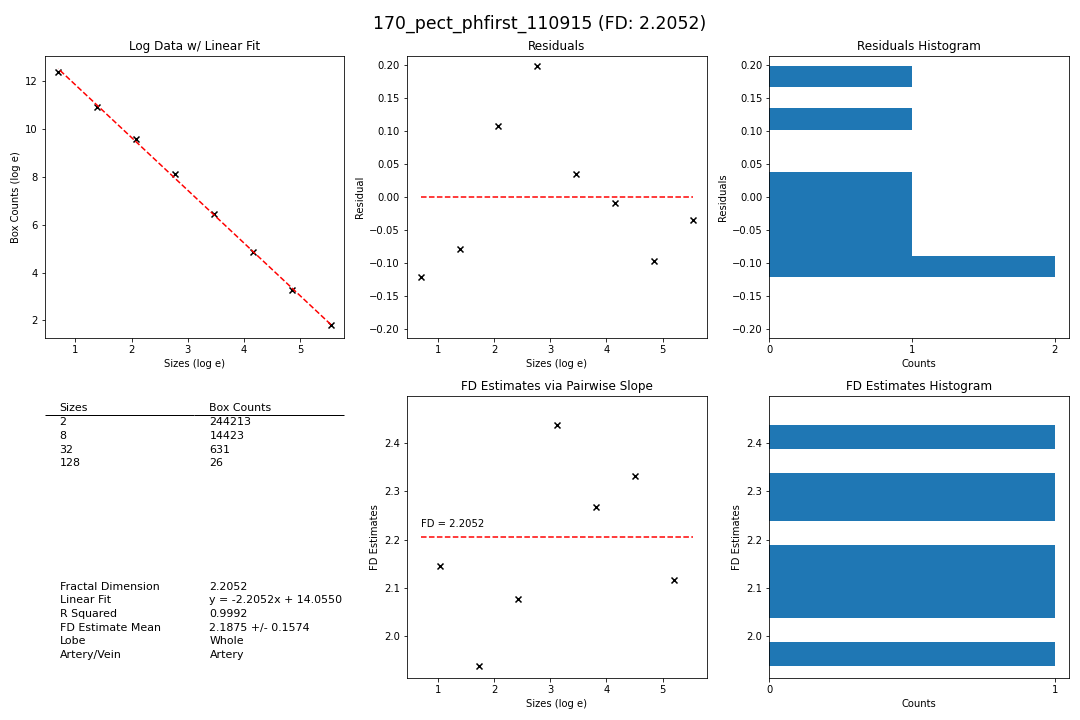 170_pect_phfirst_110915 (FD: 2.2052)
Log Data w/ Linear Fit
Residuals
Residuals Histogram
12
10
8
6
4
2
Box Counts (log e)
1 2 3 4 5
Sizes (log e)
0.20
0.15
0.10
0.05
0.00
−0.05
−0.10
−0.15
−0.20
Residual
1 2 3 4 5
Sizes (log e)
0.20
0.15
0.10
0.05
0.00
−0.05
−0.10
−0.15
−0.20
Residuals
0 1 2
Counts
Sizes Box Counts
2 244213
8 14423
32 631
128 26
Fractal Dimension 2.2052
Linear Fit y = -2.2052x + 14.0550
R Squared 0.9992
FD Estimate Mean 2.1875 +/- 0.1574
Lobe Whole
Artery/Vein Artery
FD Estimates via Pairwise Slope
2.4
2.3
2.2
2.1
2.0
FD Estimates
FD = 2.2052
1 2 3 4 5
Sizes (log e)
FD Estimates Histogram
2.4
2.3
2.2
2.1
2.0
FD Estimates
0 1
Counts